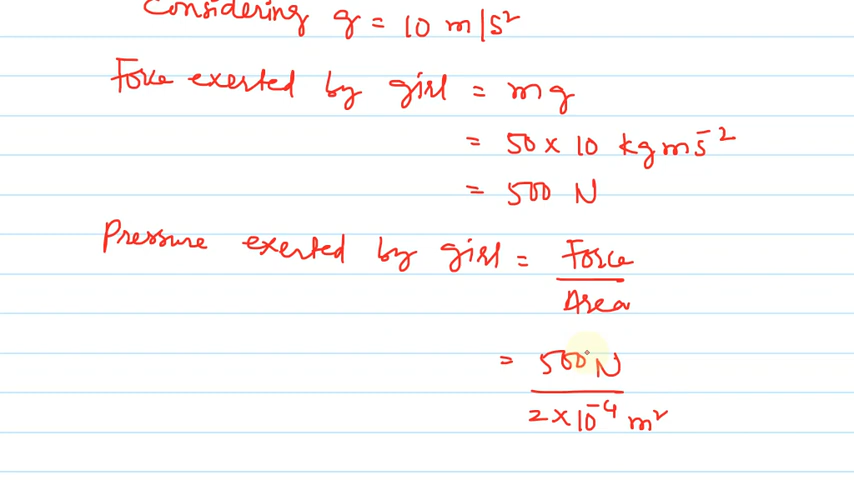 Considering g = 10 m/s²
Force exerted by girl = mg
= 50 x 10 kg m s⁻²
= 500 N
Pressure exerted by girl = Force
Area
= 500 N
2 x 10⁻⁴ m²